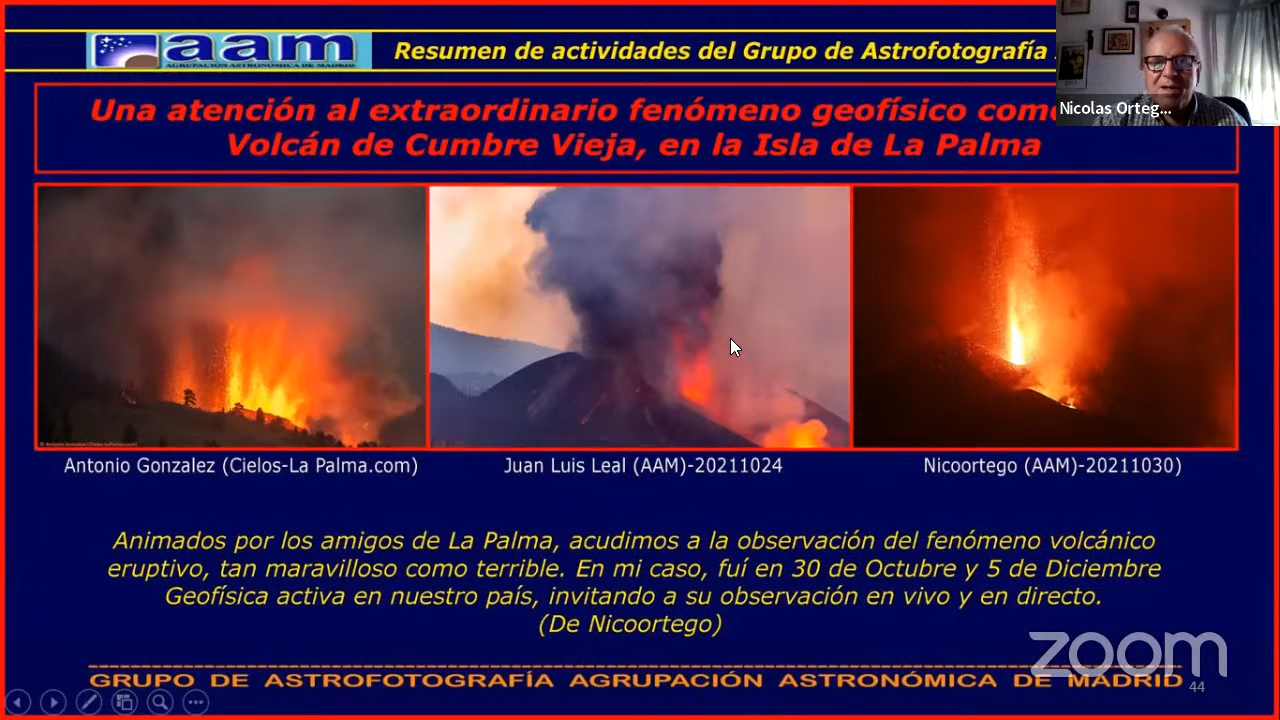 aam
AGRUPACIÓN ASTRONÓMICA DE MADRID
Resumen de actividades del Grupo de Astrofotografía
Nicolas Orteg...
Una atención al extraordinario fenómeno geofísico com
Volcán de Cumbre Vieja, en la Isla de La Palma
Antonio Gonzalez (Cielos-La Palma.com)
Juan Luis Leal (AAM)-20211024
Nicoortego (AAM)-20211030)
Animados por los amigos de La Palma, acudimos a la observación del fenómeno volcánico
eruptivo, tan maravilloso como terrible. En mi caso, fuí en 30 de Octubre y 5 de Diciembre
Geofísica activa en nuestro país, invitando a su observación en vivo y en directo.
(De Nicoortego)
zoom
GRUPO DE ASTROFOTOGRAFÍA AGRUPACIÓN ASTRONÓMICA DE MADRID
44